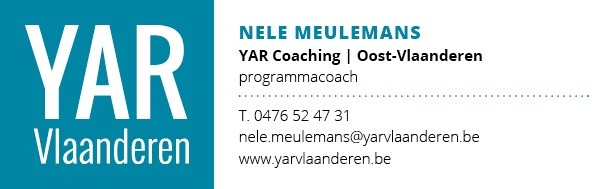 YAR
Vlaanderen
NELE MEULEMANS
YAR Coaching | Oost-Vlaanderen
programmacoach
T. 0476 52 47 31
nele.meulemans@yarvlaanderen.be
www.yarvlaanderen.be